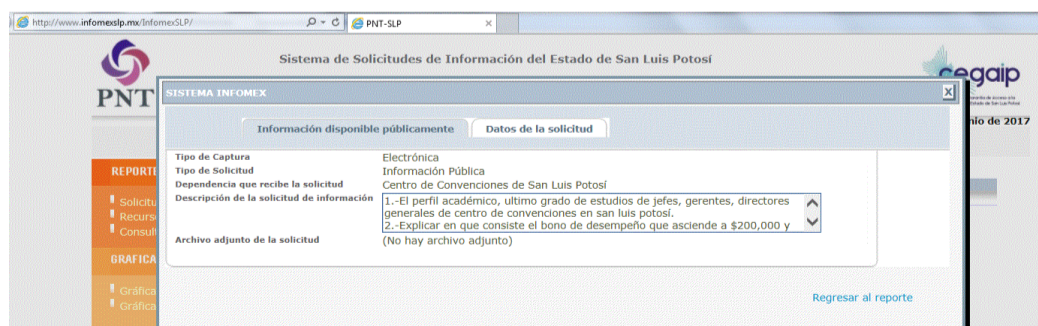 http://www.infomexslp.mx/InfomexSLP/
PNT-SLP
Sistema de Solicitudes de Información del Estado de San Luis Potosí
PNT
cegaip
nio de 2017
SISTEMA INFOMEX
Información disponible públicamente
Datos de la solicitud
Tipo de Captura Electrónica
Tipo de Solicitud Información Pública
Dependencia que recibe la solicitud Centro de Convenciones de San Luis Potosí
Descripción de la solicitud de información 1.-El perfil académico, ultimo grado de estudios de jefes, gerentes, directores
generales de centro de convenciones en san luis potosí.
2.-Explicar en que consiste el bono de desempeño que asciende a $200,000 y
Archivo adjunto de la solicitud (No hay archivo adjunto)
Regresar al reporte
REPORTE
Solicitu
Recurs
Consul
GRAFICA
Gráfica
Gráfica